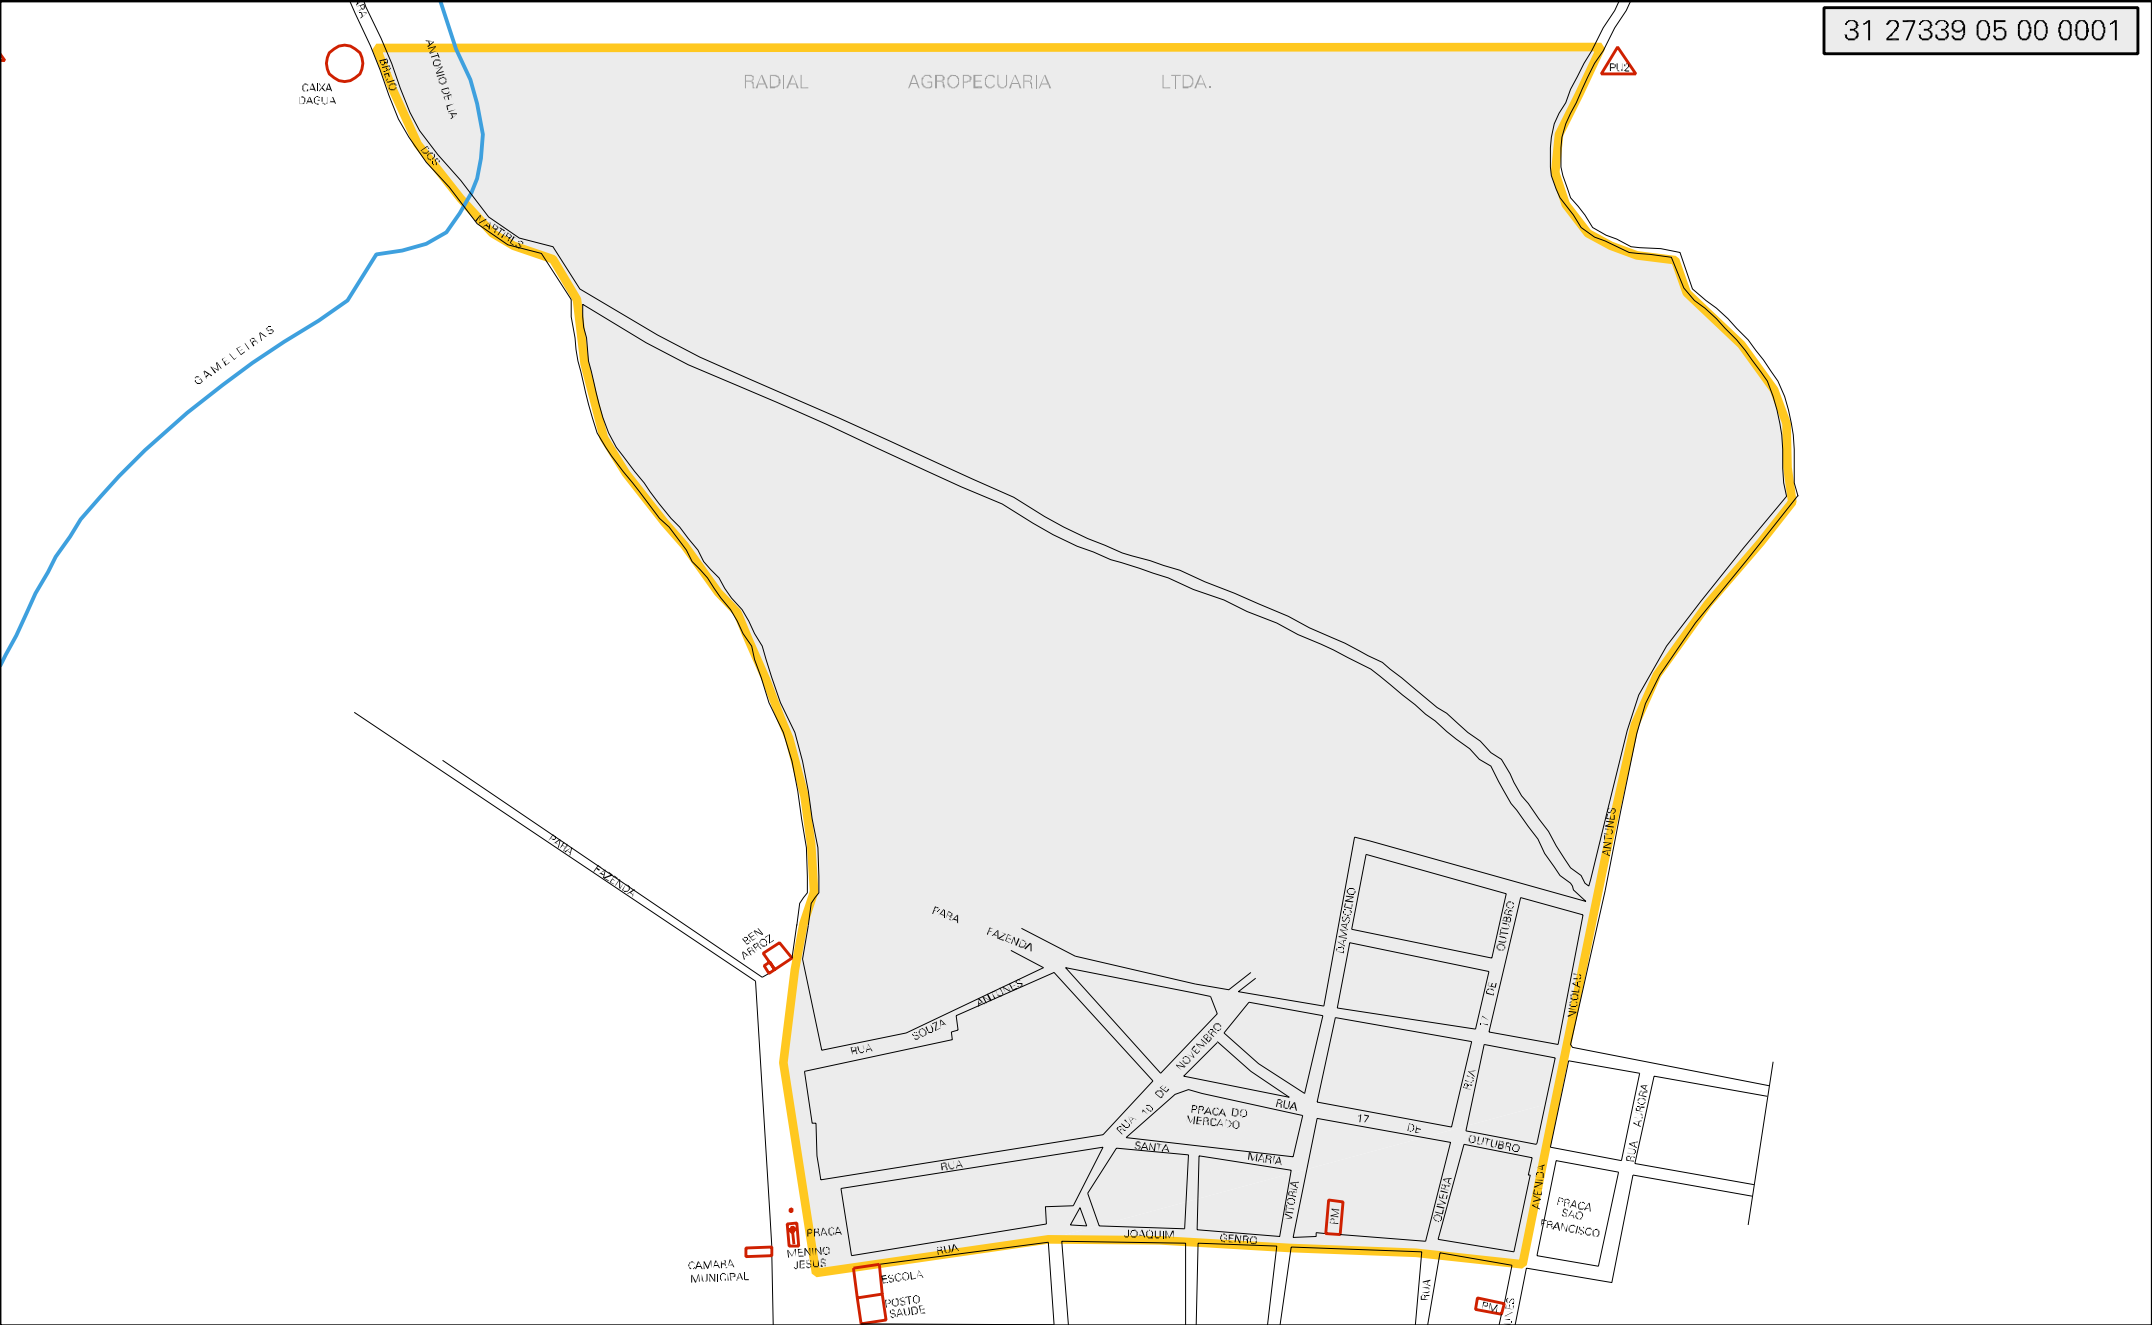 31 27339 05 00 0001
PU2
RADIAL AGROPECUARIA LTDA.
CAIXA
DAGUA
BREJO
DOS
MARTIRES
ANTONIO DE LIA
GAMELEIRAS
PARA
FAZENDA
BEN
ARROZ
PARA
FAZENDA
RUA SOUZA ANTUNES
DAMASCENO
OUTUBRO
DE
17
RUA
OLIVEIRA
ANTUNES
NICOLAU
AVENIDA
RUA 10 DE NOVEMBRO
PRACA DO
MERCADO
RUA 17 DE OUTUBRO
RUA SANTA MARIA
VITORIA
PM
RUA AURORA
PRACA
SAO
FRANCISCO
RUA JOAQUIM GENRO
PRACA
MENINO
JESUS
CAMARA
MUNICIPAL
ESCOLA
POSTO
SAUDE
RUA
PM